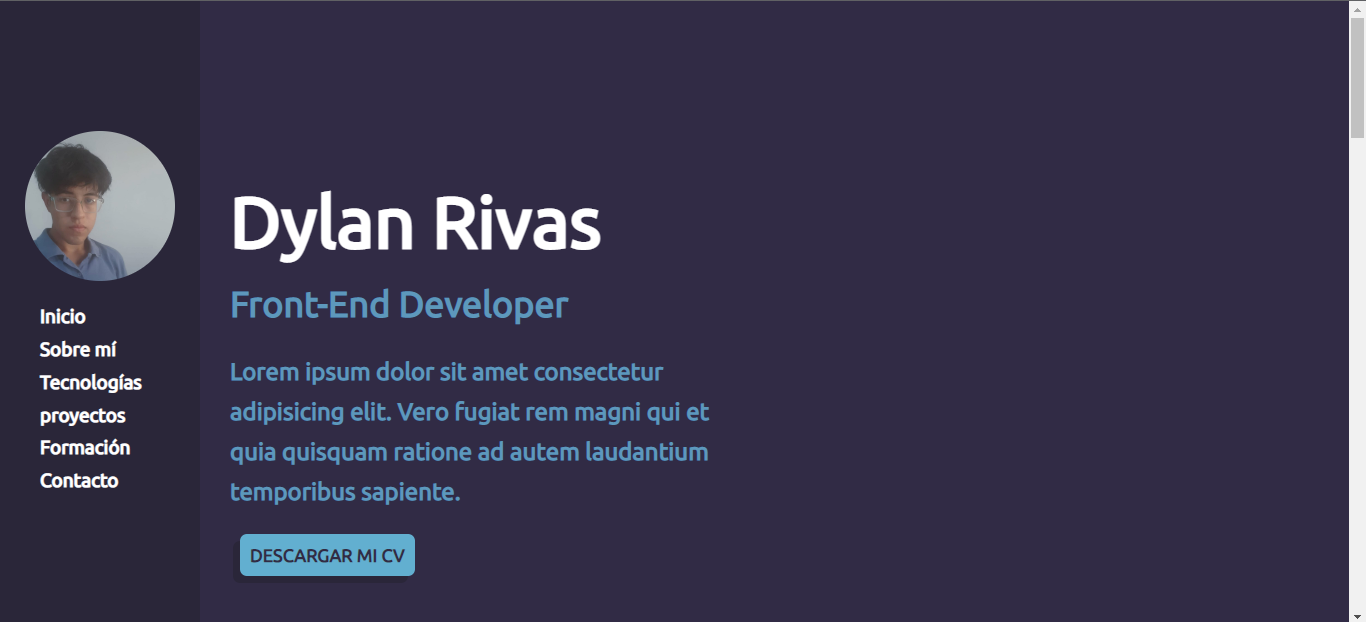 Inicio
Sobre mí
Tecnologías
proyectos
Formación
Contacto
Dylan Rivas
Front-End Developer
Lorem ipsum dolor sit amet consectetur
adipisicing elit. Vero fugiat rem magni qui et
quia quisquam ratione ad autem laudantium
temporibus sapiente.
DESCARGAR MI CV